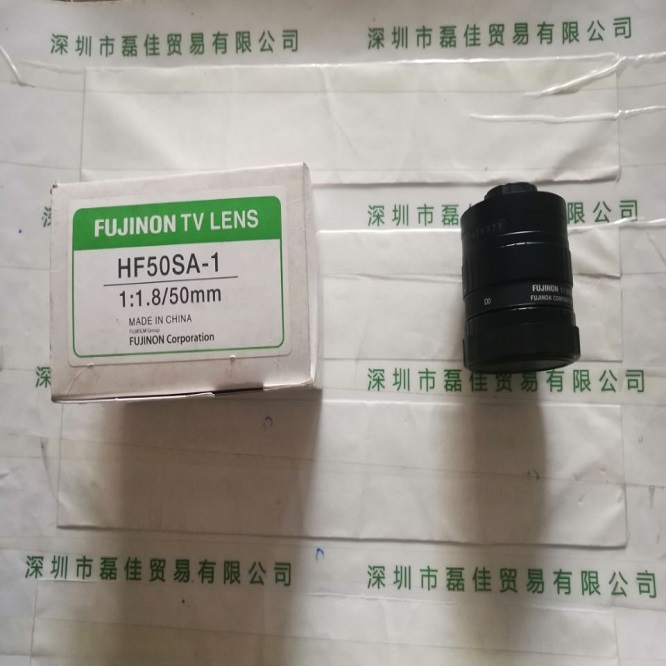 深圳市磊佳贸易有限公司
深圳市磊佳贸易有限公司
深圳市磊佳贸易有限公司
FUJINON TV LENS
HF50SA-1
1:1.8/50mm
MADE IN CHINA
FUJIFILM Group
FUJINON Corporation
FUJINON
FUJINON CORPORATION
深圳市磊佳贸易有限公司
深圳市磊佳贸易有限公司
深圳市磊佳贸易有限公司